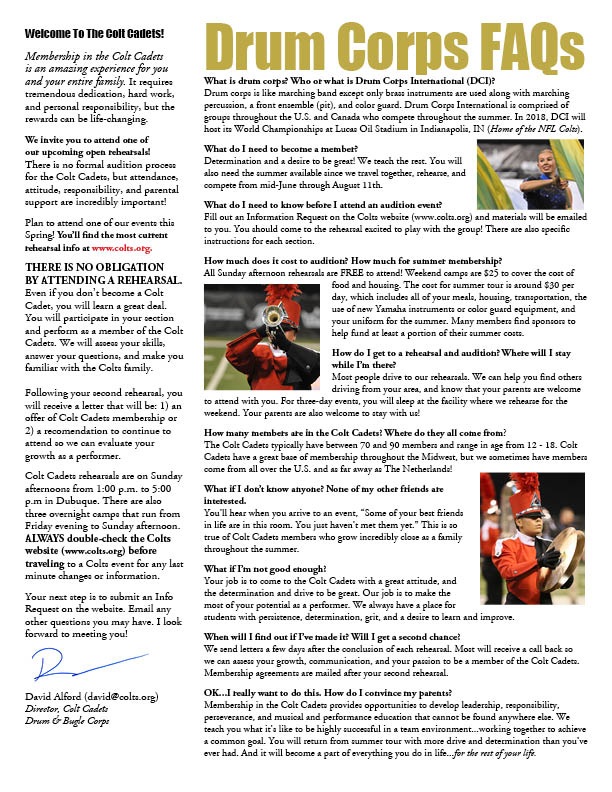 Welcome To The Colt Cadets!
Membership in the Colt Cadets
is an amazing experience for you
and your entire family. It requires
tremendous dedication, hard work,
and personal responsibility, but the
rewards can be life-changing.
We invite you to attend one of
our upcoming open rehearsals!
There is no formal audition process
for the Colt Cadets, but attendance,
attitude, responsibility, and parental
support are incredibly important!
Plan to attend one of our events this
Spring! You'll find the most current
rehearsal info at www.colts.org.
THERE IS NO OBLIGATION
BY ATTENDING A REHEARSAL.
Even if you don't become a Colt
Cadet, you will learn a great deal.
You will participate in your section
and perform as a member of the Colt
Cadets. We will assess your skills,
answer your questions, and make you
familiar with the Colts family.
Following your second rehearsal, you
will receive a letter that will be: 1) an
offer of Colt Cadets membership or
2) a recomendation to continue to
attend so we can evaluate your
growth as a performer.
Colt Cadets rehearsals are on Sunday
afternoons from 1:00 p.m. to 5:00
p.m in Dubuque. There are also
three overnight camps that run from
Friday evening to Sunday afternoon.
ALWAYS double-check the Colts
website (www.colts.org) before
traveling to a Colts event for any last
minute changes or information.
Your next step is to submit an Info
Request on the website. Email any
other questions you may have. I look
forward to meeting you!
David Alford (david@colts.org)
Director, Colt Cadets
Drum & Bugle Corps
Drum Corps FAQs
What is drum corps? Who or what is Drum Corps International (DCI)?
Drum corps is like marching band except only brass instruments are used along with marching
percussion, a front ensemble (pit), and color guard. Drum Corps International is comprised of
groups throughout the U.S. and Canada who compete throughout the summer. In 2018, DCI will
host its World Championships at Lucas Oil Stadium in Indianapolis, IN (Home of the NFL Colts).
What do I need to become a member?
Determination and a desire to be great! We teach the rest. You will
also need the summer available since we travel together, rehearse, and
compete from mid-June through August 11th.
What do I need to know before I attend an audition event?
Fill out an Information Request on the Colts website (www.colts.org) and materials will be emailed
to you. You should come to the rehearsal excited to play with the group! There are also specific
instructions for each section.
How much does it cost to audition? How much for summer membership?
All Sunday afternoon rehearsals are FREE to attend! Weekend camps are $25 to cover the cost of
food and housing. The cost for summer tour is around $30 per
day, which includes all of your meals, housing, transportation, the
use of new Yamaha instruments or color guard equipment, and
your uniform for the summer. Many members find sponsors to
help fund at least a portion of their summer costs.
How do I get to a rehearsal and audition? Where will I stay
while I'm there?
Most people drive to our rehearsals. We can help you find others
driving from your area, and know that your parents are welcome
to attend with you. For three-day events, you will sleep at the facility where we rehearse for the
weekend. Your parents are also welcome to stay with us!
How many members are in the Colt Cadets? Where do they all come from?
The Colt Cadets typically have between 70 and 90 members and range in age from 12 - 18. Colt
Cadets have a great base of membership throughout the Midwest, but we sometimes have members
come from all over the U.S. and as far away as The Netherlands!
What if I don't know anyone? None of my other friends are
interested.
You'll hear when you arrive to an event, "Some of your best friends
in life are in this room. You just haven't met them yet." This is so
true of Colt Cadets members who grow incredibly close as a family
throughout the summer.
What if I'm not good enough?
Your job is to come to the Colt Cadets with a great attitude, and
the determination and drive to be great. Our job is to make the
most of your potential as a performer. We always have a place for
students with persistence, determination, grit, and a desire to learn and improve.
When will I find out if I've made it? Will I get a second chance?
We send letters a few days after the conclusion of each rehearsal. Most will receive a call back so
we can assess your growth, communication, and your passion to be a member of the Colt Cadets.
Membership agreements are mailed after your second rehearsal.
OK...I really want to do this. How do I convince my parents?
Membership in the Colt Cadets provides opportunities to develop leadership, responsibility,
perseverance, and musical and performance education that cannot be found anywhere else. We
teach you what it's like to be highly successful in a team environment...working together to achieve
a common goal. You will return from summer tour with more drive and determination than you've
ever had. And it will become a part of everything you do in life...for the rest of your life.